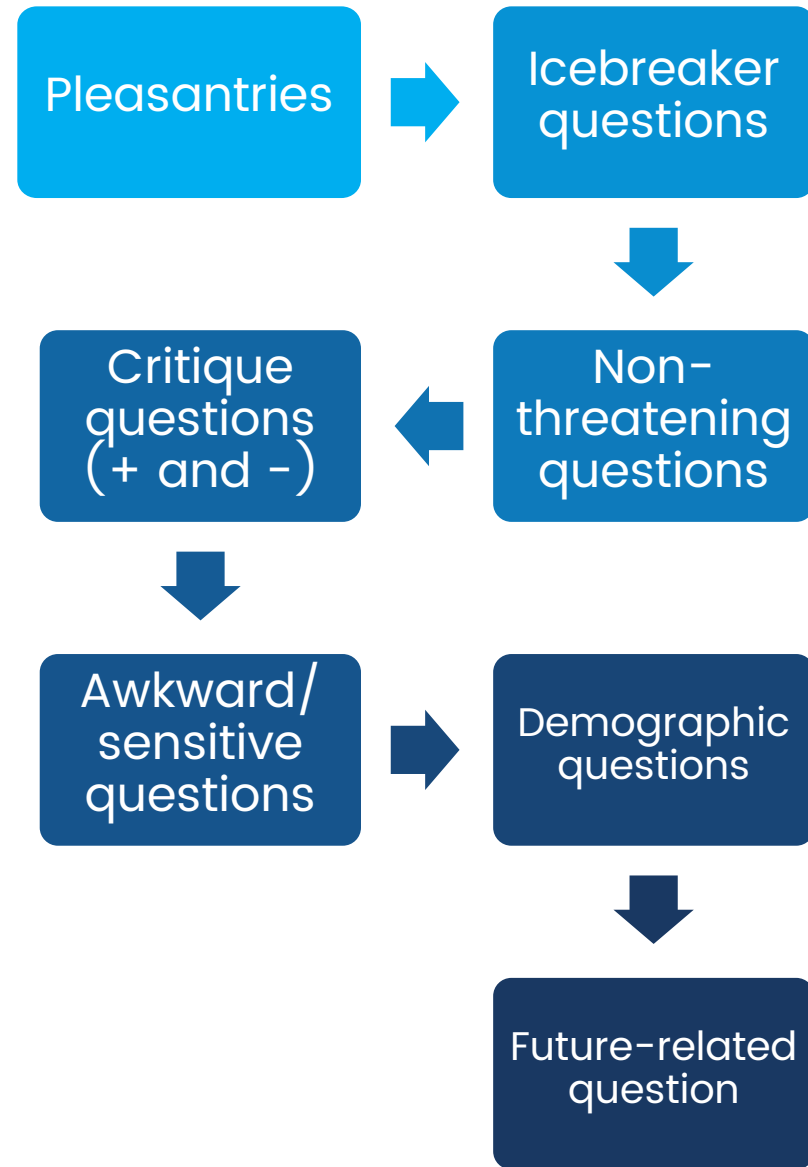 Pleasantries
Icebreaker
questions
Non-
threatening
questions
Critique
questions
(+ and -)
Awkward/
sensitive
questions
Demographic
questions
Future-related
question